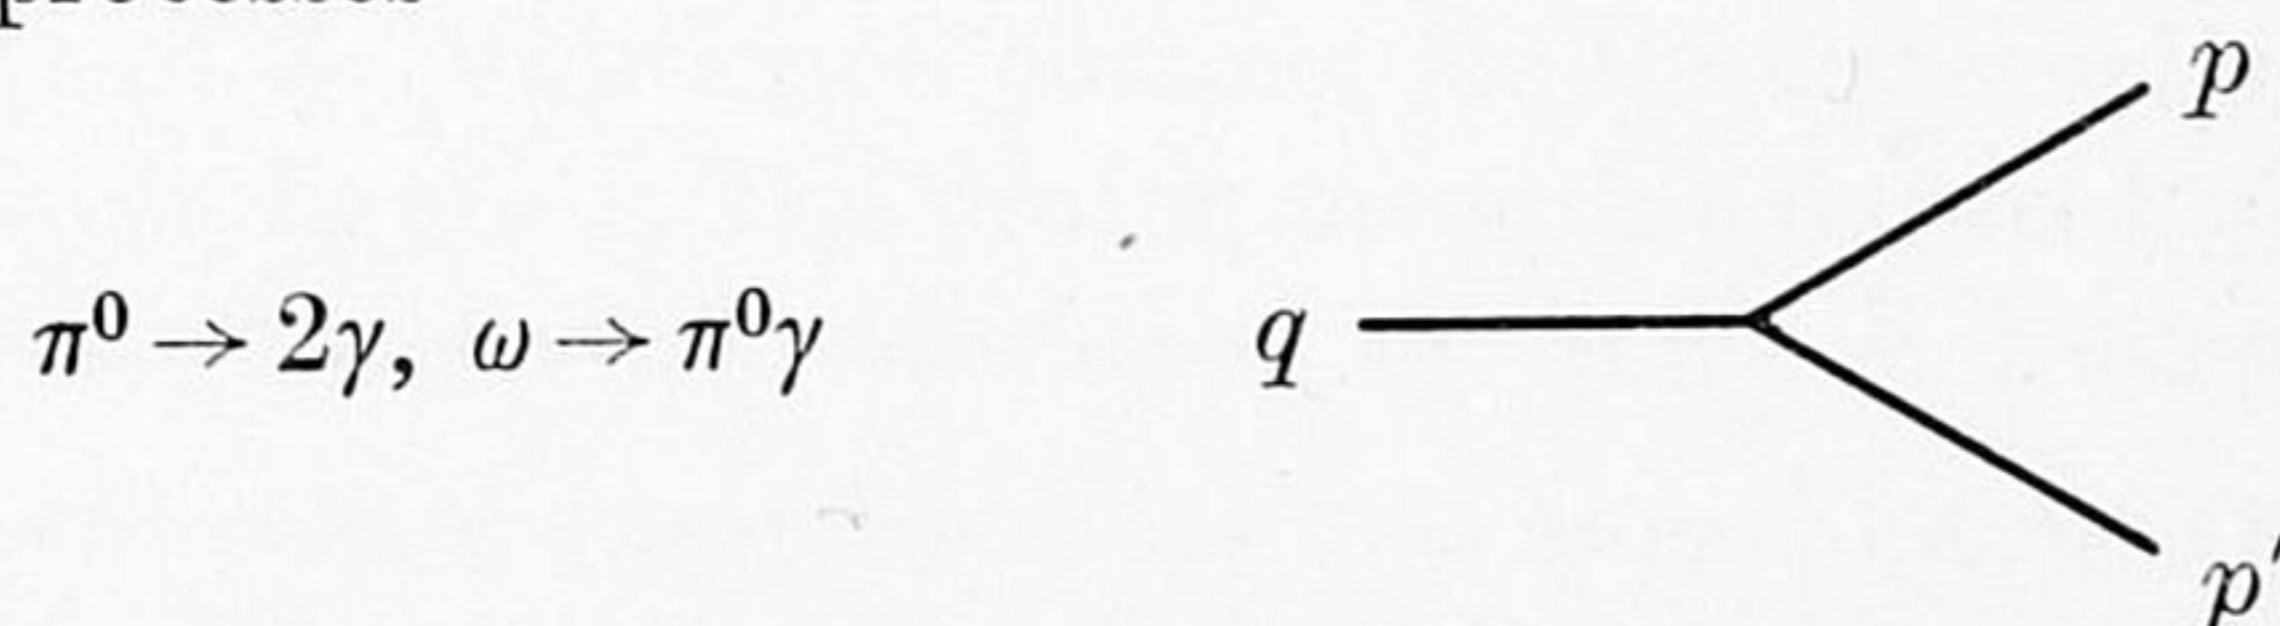 p
π⁰ → 2γ, ω → π⁰γ
q
p′